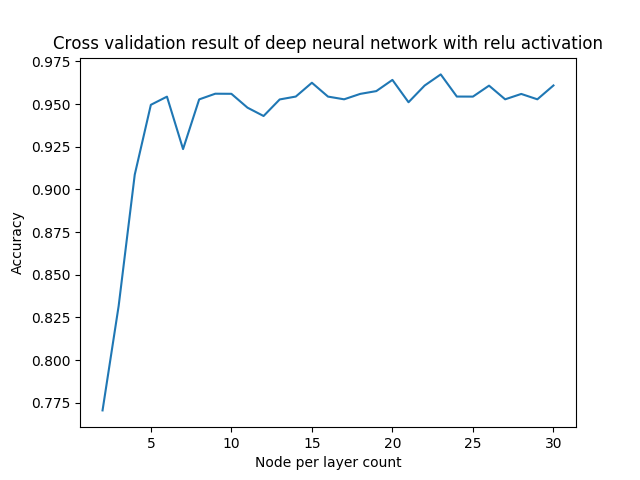 Cross validation result of deep neural network with relu activation
0.975
0.950
0.925
0.900
0.875
0.850
0.825
0.800
0.775
Accuracy
5 10 15 20 25 30
Node per layer count